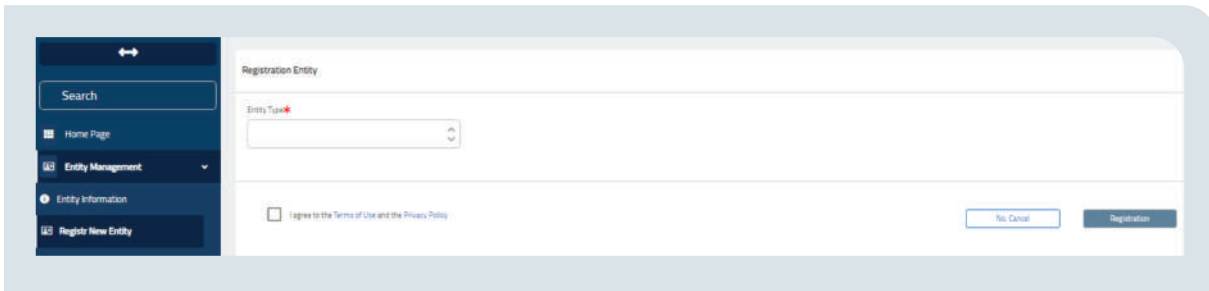 Search
Home Page
Entity Management
Entity Information
Registr New Entity
Registration Entity
Entity Type*
I agree to the Terms of Use and the Privacy Policy
No, Cancel
Registration